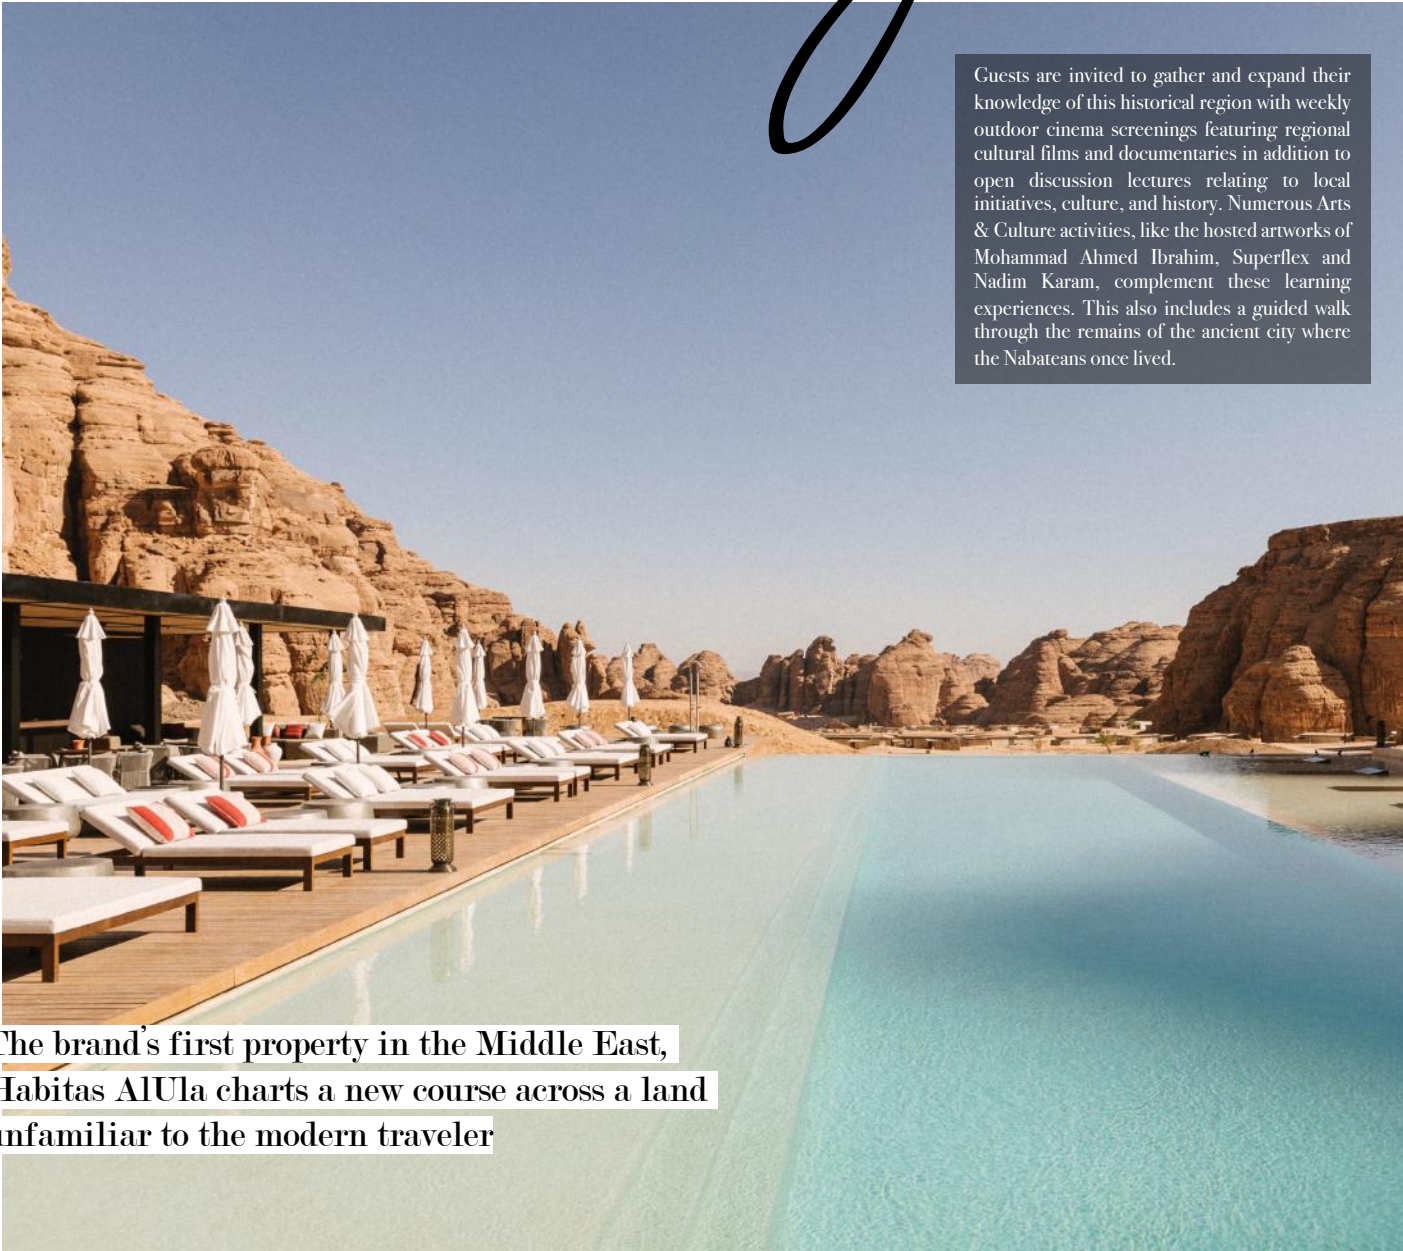 Guests are invited to gather and expand their
knowledge of this historical region with weekly
outdoor cinema screenings featuring regional
cultural films and documentaries in addition to
open discussion lectures relating to local
initiatives, culture, and history. Numerous Arts
& Culture activities, like the hosted artworks of
Mohammad Ahmed Ibrahim, Superflex and
Nadim Karam, complement these learning
experiences. This also includes a guided walk
through the remains of the ancient city where
the Nabateans once lived.
The brand's first property in the Middle East,
Habitas AlUla charts a new course across a land
unfamiliar to the modern traveler